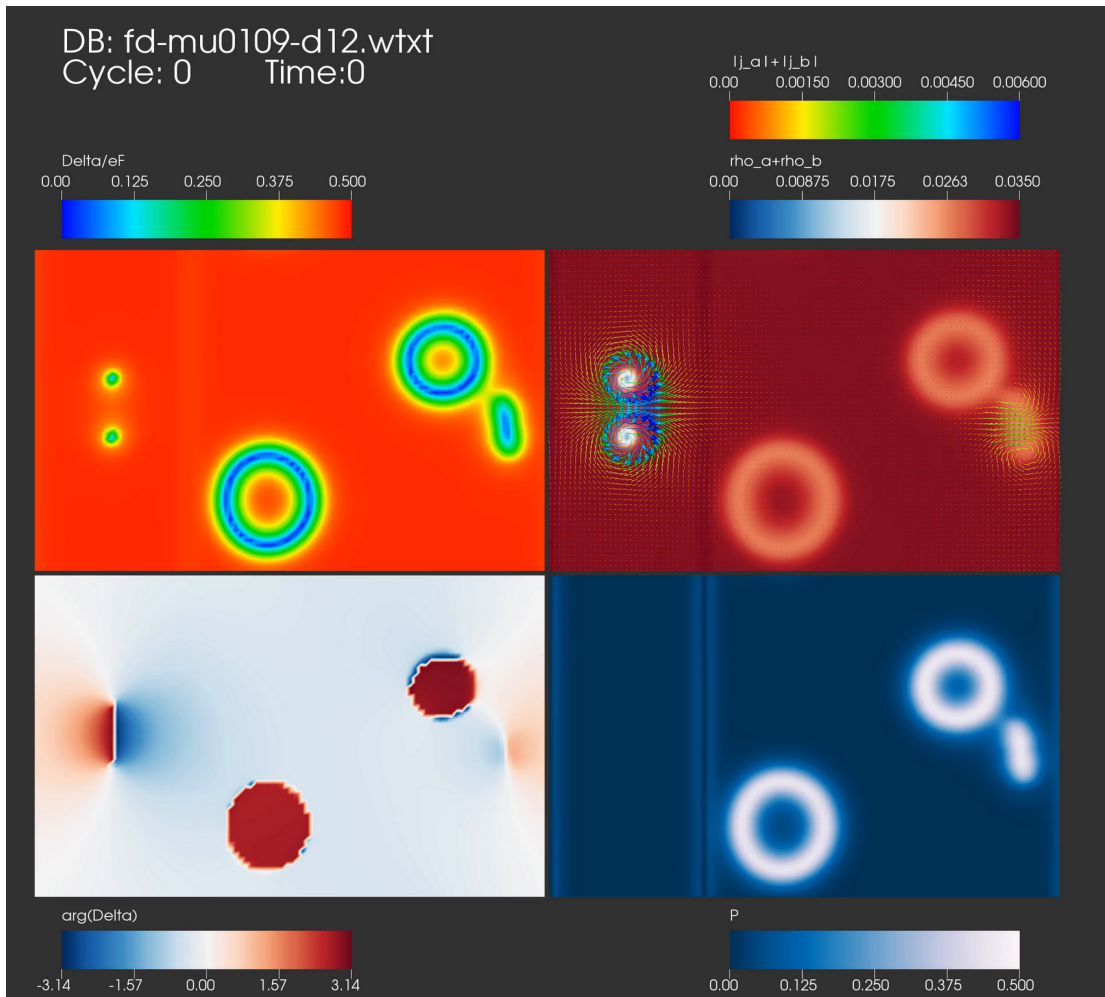 DB: fd-mu0109-d12.wtxt
Cycle: 0 Time:0
|j_a|+|j_b|
0.00 0.00150 0.00300 0.00450 0.00600
Delta/eF
0.00 0.125 0.250 0.375 0.500
rho_a+rho_b
0.00 0.00875 0.0175 0.0263 0.0350
arg(Delta)
-3.14 -1.57 0.00 1.57 3.14
P
0.00 0.125 0.250 0.375 0.500